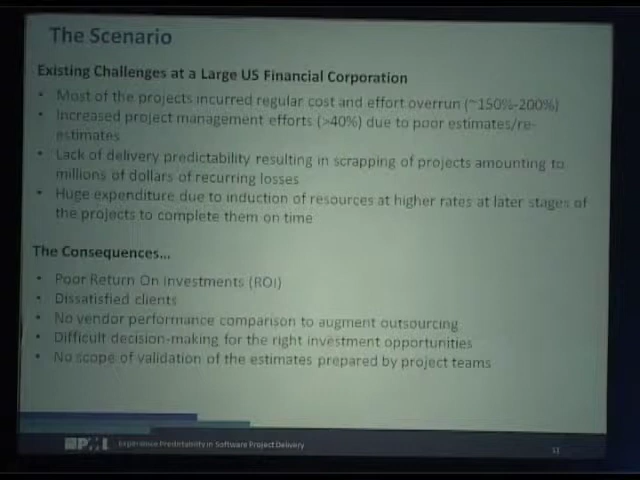 The Scenario
Existing Challenges at a Large US Financial Corporation
• Most of the projects incurred regular cost and effort overrun (~150%-200%)
• Increased project management efforts (>40%) due to poor estimates/re-
estimates
• Lack of delivery predictability resulting in scrapping of projects amounting to
millions of dollars of recurring losses
• Huge expenditure due to induction of resources at higher rates at later stages of
the projects to complete them on time
The Consequences...
• Poor Return On Investments (ROI)
• Dissatisfied clients
• No vendor performance comparison to augment outsourcing
• Difficult decision-making for the right investment opportunities
• No scope of validation of the estimates prepared by project teams
Experience Predictability in Software Project Delivery